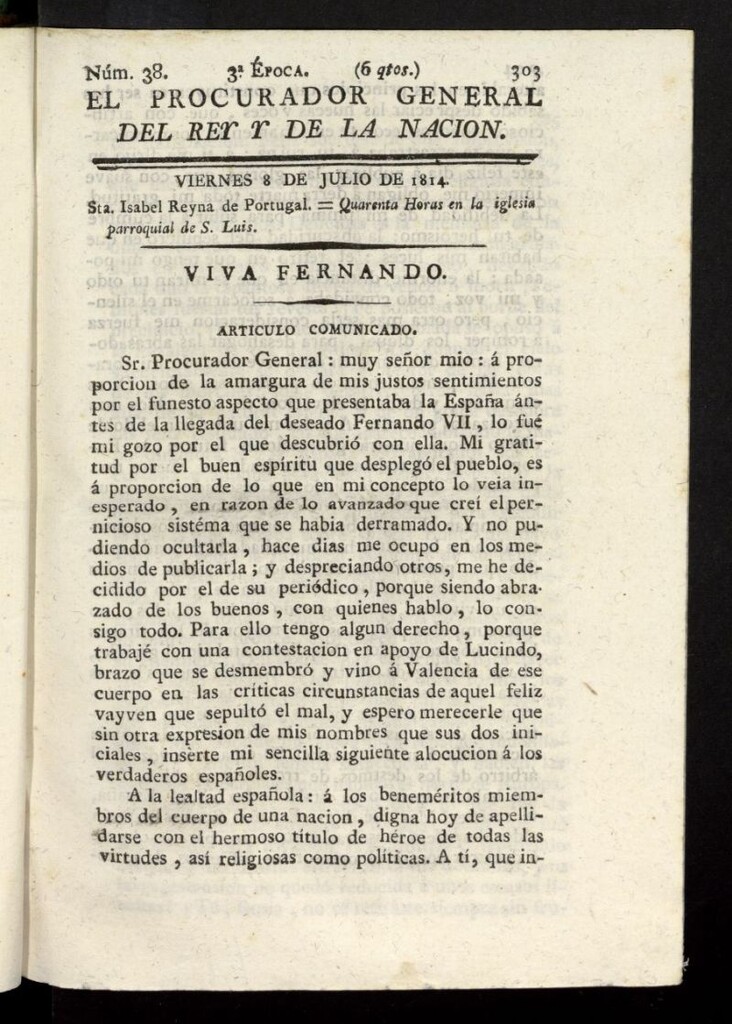 Núm. 38. 3ª ÉPOCA. (6 qtos.) 303
EL PROCURADOR GENERAL
DEL REY Y DE LA NACION.
VIERNES 8 DE JULIO DE 1814.
Sta. Isabel Reyna de Portugal. = Quarenta Horas en la iglesia
parroquial de S. Luis.
VIVA FERNANDO.
ARTICULO COMUNICADO.
Sr. Procurador General : muy señor mio : á pro-
porcion de la amargura de mis justos sentimientos
por el funesto aspecto que presentaba la España án-
tes de la llegada del deseado Fernando VII , lo fué
mi gozo por el que descubrió con ella. Mi grati-
tud por el buen espíritu que desplegó el pueblo, es
á proporcion de lo que en mi concepto lo veia in-
esperado , en razon de lo avanzado que creí el per-
nicioso sistéma que se habia derramado. Y no pu-
diendo ocultarla , hace dias me ocupo en los me-
dios de publicarla ; y despreciando otros, me he de-
cidido por el de su periódico , porque siendo abra-
zado de los buenos , con quienes hablo , lo con-
sigo todo. Para ello tengo algun derecho, porque
trabajé con una contestacion en apoyo de Lucindo,
brazo que se desmembró y vino á Valencia de ese
cuerpo en las críticas circunstancias de aquel feliz
vayven que sepultó el mal, y espero merecerle que
sin otra expresion de mis nombres que sus dos ini-
ciales , inserte mi sencilla siguiente alocucion á los
verdaderos españoles.
A la lealtad española : á los beneméritos miem-
bros del cuerpo de una nacion , digna hoy de apelli-
darse con el hermoso título de héroe de todas las
virtudes , así religiosas como políticas. A tí, que in-